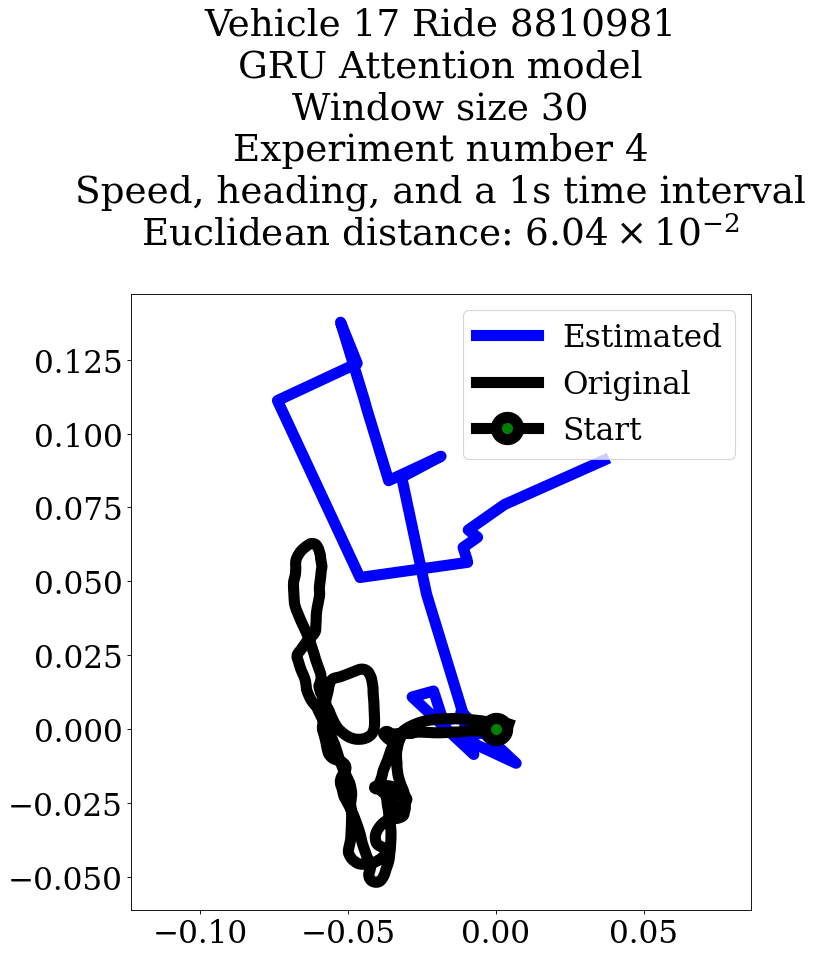 Vehicle 17 Ride 8810981
GRU Attention model
Window size 30
Experiment number 4
Speed, heading, and a 1s time interval
Euclidean distance: 6.04 × 10⁻²
Estimated
Original
Start
0.125
0.100
0.075
0.050
0.025
0.000
−0.025
−0.050
−0.10
−0.05
0.00
0.05